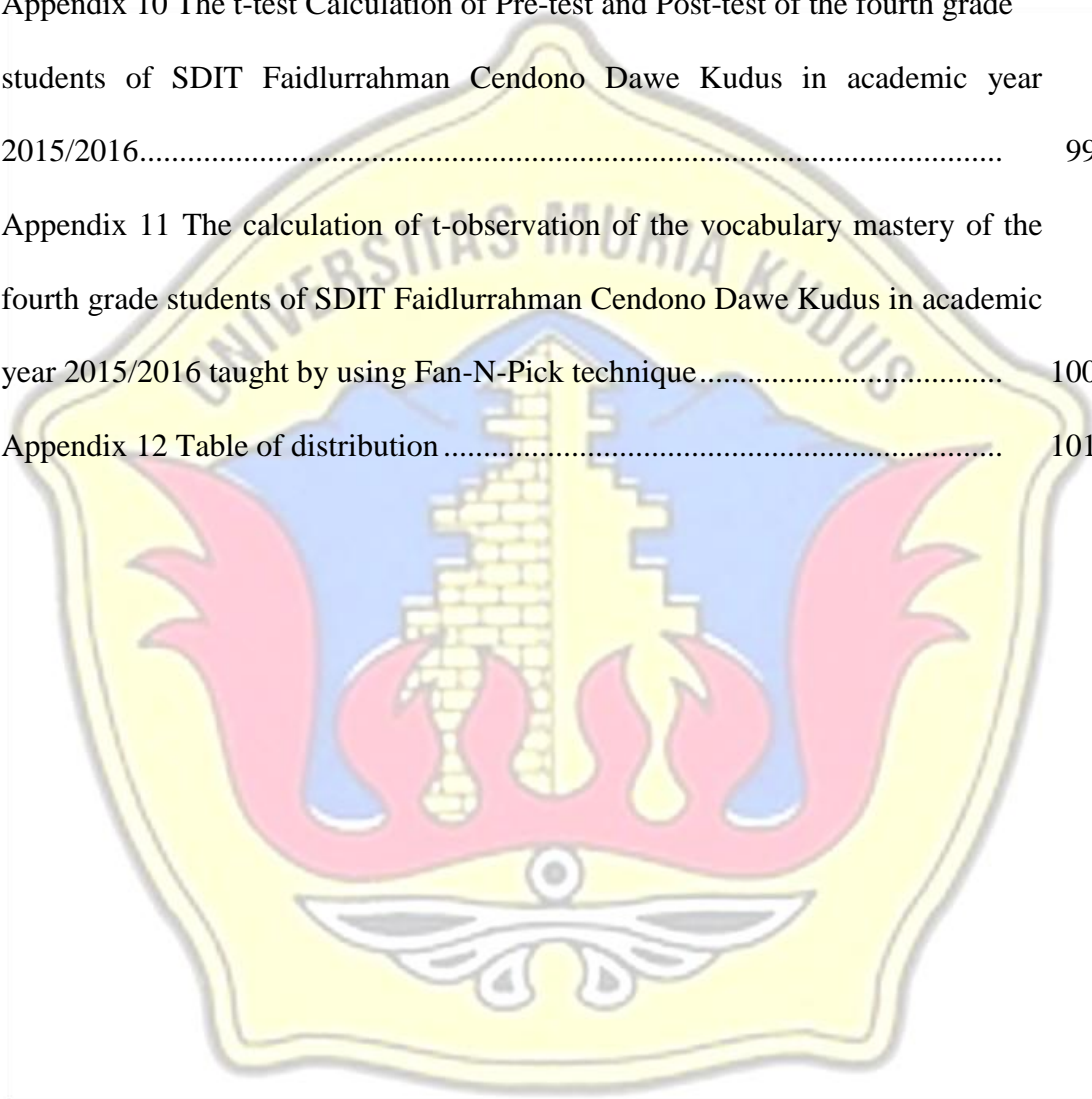 Appendix 10 The t-test Calculation of Pre-test and Post-test of the fourth grade
students of SDIT Faidlurrahman Cendono Dawe Kudus in academic year
2015/2016.......................................................................................... 99
Appendix 11 The calculation of t-observation of the vocabulary mastery of the
fourth grade students of SDIT Faidlurrahman Cendono Dawe Kudus in academic
year 2015/2016 taught by using Fan-N-Pick technique................................ 100
Appendix 12 Table of distribution.......................................................... 101
UNIVERSITAS MURIA KUDUS